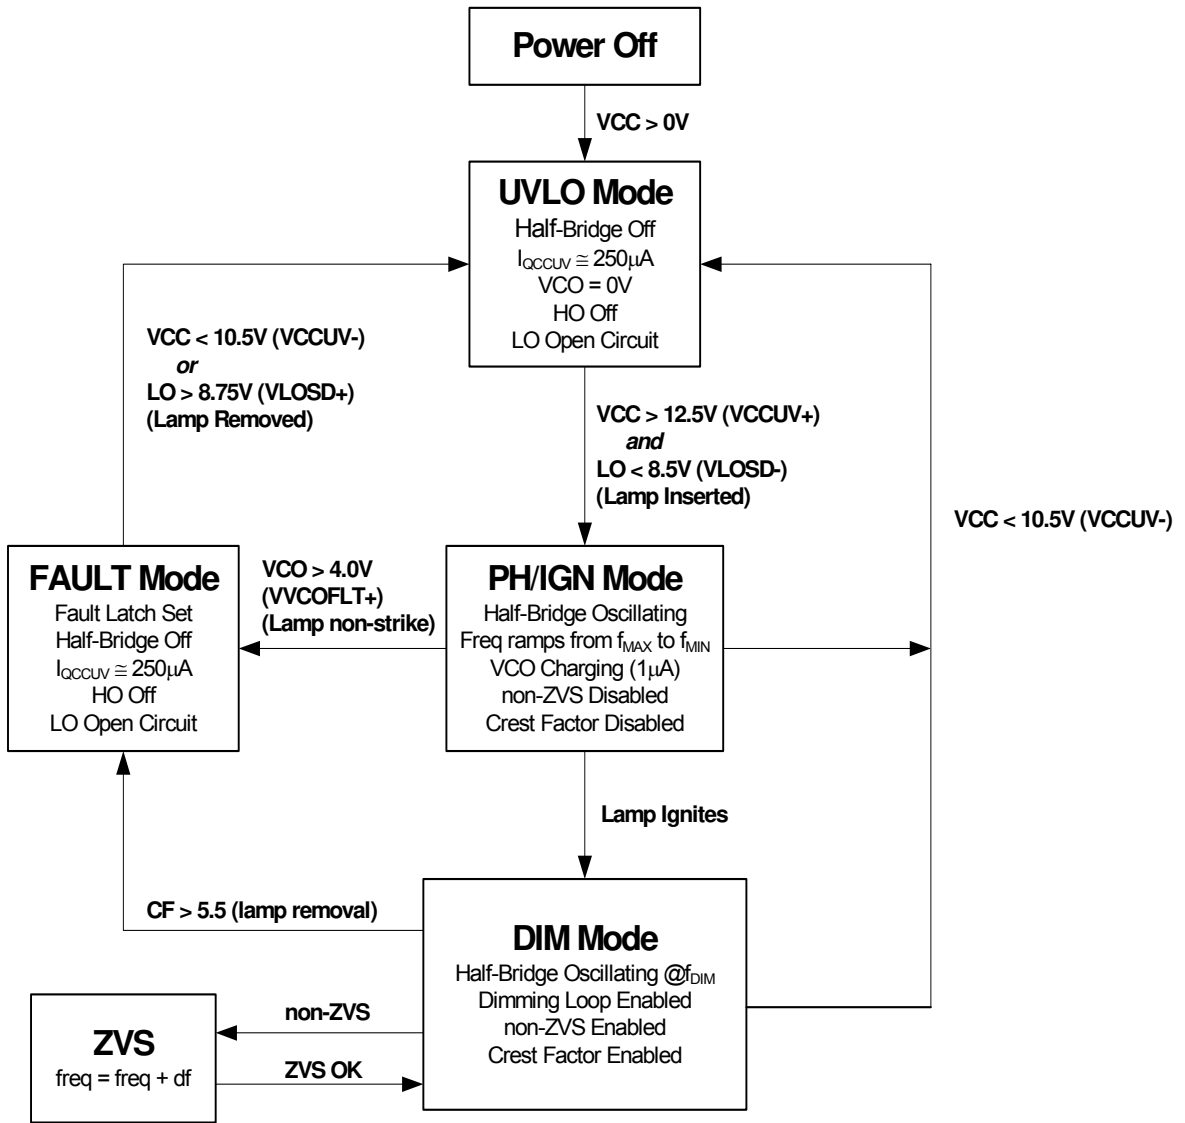 Power Off
VCC > 0V
UVLO Mode
Half-Bridge Off
IQCCUV ≅ 250µA
VCO = 0V
HO Off
LO Open Circuit
VCC < 10.5V (VCCUV-)
or
LO > 8.75V (VLOSD+)
(Lamp Removed)
VCC > 12.5V (VCCUV+)
and
LO < 8.5V (VLOSD-)
(Lamp Inserted)
VCC < 10.5V (VCCUV-)
FAULT Mode
Fault Latch Set
Half-Bridge Off
IQCCUV ≅ 250µA
HO Off
LO Open Circuit
VCO > 4.0V
(VVCOFLT+)
(Lamp non-strike)
PH/IGN Mode
Half-Bridge Oscillating
Freq ramps from fMAX to fMIN
VCO Charging (1µA)
non-ZVS Disabled
Crest Factor Disabled
Lamp Ignites
CF > 5.5 (lamp removal)
DIM Mode
Half-Bridge Oscillating @fDIM
Dimming Loop Enabled
non-ZVS Enabled
Crest Factor Enabled
non-ZVS
ZVS OK
ZVS
freq = freq + df